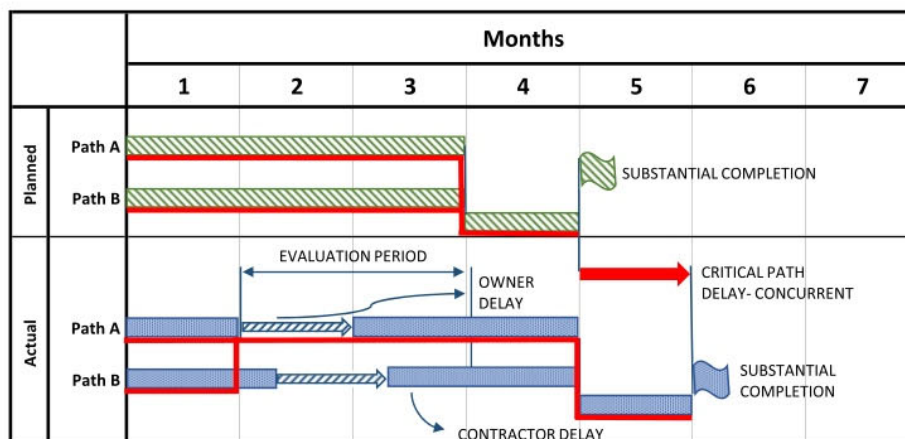 Months
1 2 3 4 5 6 7
Planned
Path A
Path B
SUBSTANTIAL COMPLETION
Actual
EVALUATION PERIOD
OWNER
DELAY
CRITICAL PATH
DELAY- CONCURRENT
Path A
Path B
SUBSTANTIAL
COMPLETION
CONTRACTOR DELAY